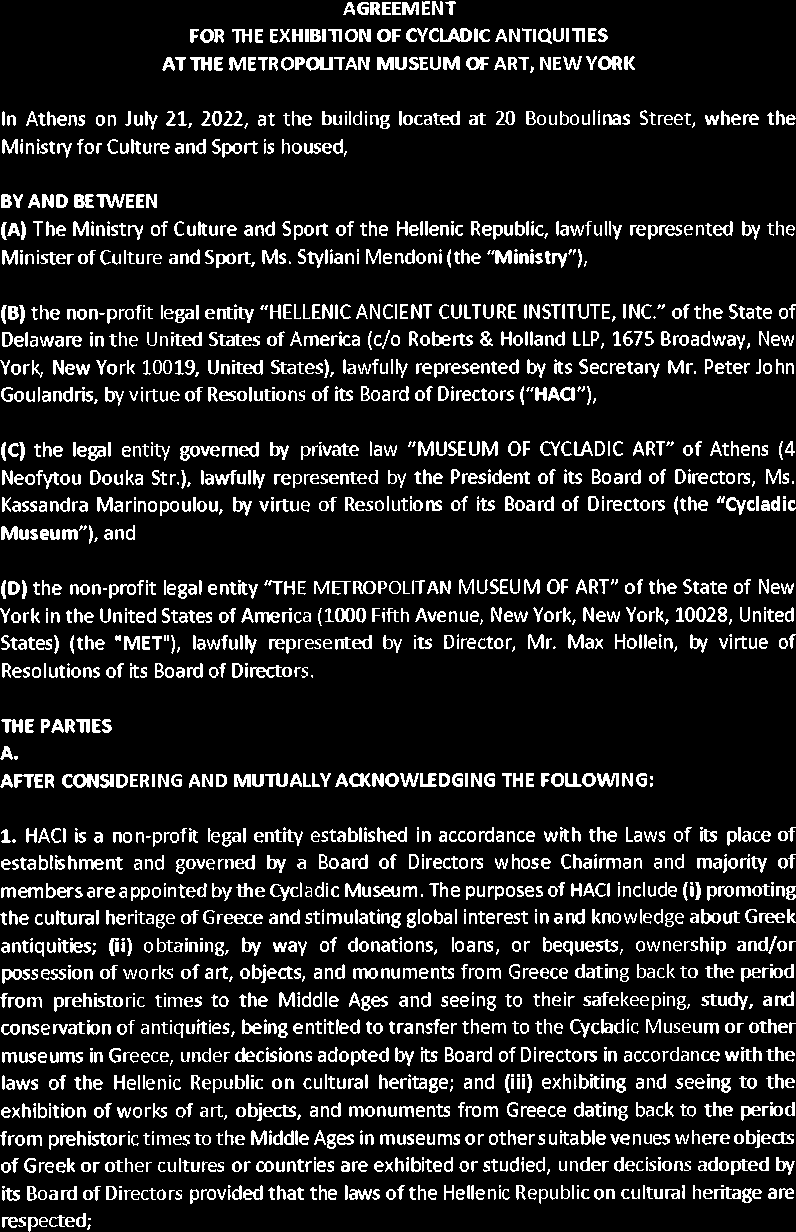 AGREEMENT
FOR THE EXHIBITION OF CYCLADIC ANTIQUITIES
AT THE METROPOLITAN MUSEUM OF ART, NEW YORK
In Athens on July 21, 2022, at the building located at 20 Bouboulinas Street, where the
Ministry for Culture and Sport is housed,
BY AND BETWEEN
(A) The Ministry of Culture and Sport of the Hellenic Republic, lawfully represented by the
Minister of Culture and Sport, Ms. Styliani Mendoni (the “Ministry”),
(B) the non-profit legal entity “HELLENIC ANCIENT CULTURE INSTITUTE, INC.” of the State of
Delaware in the United States of America (c/o Roberts & Holland LLP, 1675 Broadway, New
York, New York 10019, United States), lawfully represented by its Secretary Mr. Peter John
Goulandris, by virtue of Resolutions of its Board of Directors (“HACI”),
(C) the legal entity governed by private law “MUSEUM OF CYCLADIC ART” of Athens (4
Neofytou Douka Str.), lawfully represented by the President of its Board of Directors, Ms.
Kassandra Marinopoulou, by virtue of Resolutions of its Board of Directors (the “Cycladic
Museum”), and
(D) the non-profit legal entity “THE METROPOLITAN MUSEUM OF ART” of the State of New
York in the United States of America (1000 Fifth Avenue, New York, New York, 10028, United
States) (the "MET"), lawfully represented by its Director, Mr. Max Hollein, by virtue of
Resolutions of its Board of Directors.
THE PARTIES
A.
AFTER CONSIDERING AND MUTUALLY ACKNOWLEDGING THE FOLLOWING:
1. HACI is a non-profit legal entity established in accordance with the Laws of its place of
establishment and governed by a Board of Directors whose Chairman and majority of
members are appointed by the Cycladic Museum. The purposes of HACI include (i) promoting
the cultural heritage of Greece and stimulating global interest in and knowledge about Greek
antiquities; (ii) obtaining, by way of donations, loans, or bequests, ownership and/or
possession of works of art, objects, and monuments from Greece dating back to the period
from prehistoric times to the Middle Ages and seeing to their safekeeping, study, and
conservation of antiquities, being entitled to transfer them to the Cycladic Museum or other
museums in Greece, under decisions adopted by its Board of Directors in accordance with the
laws of the Hellenic Republic on cultural heritage; and (iii) exhibiting and seeing to the
exhibition of works of art, objects, and monuments from Greece dating back to the period
from prehistoric times to the Middle Ages in museums or other suitable venues where objects
of Greek or other cultures or countries are exhibited or studied, under decisions adopted by
its Board of Directors provided that the laws of the Hellenic Republic on cultural heritage are
respected;